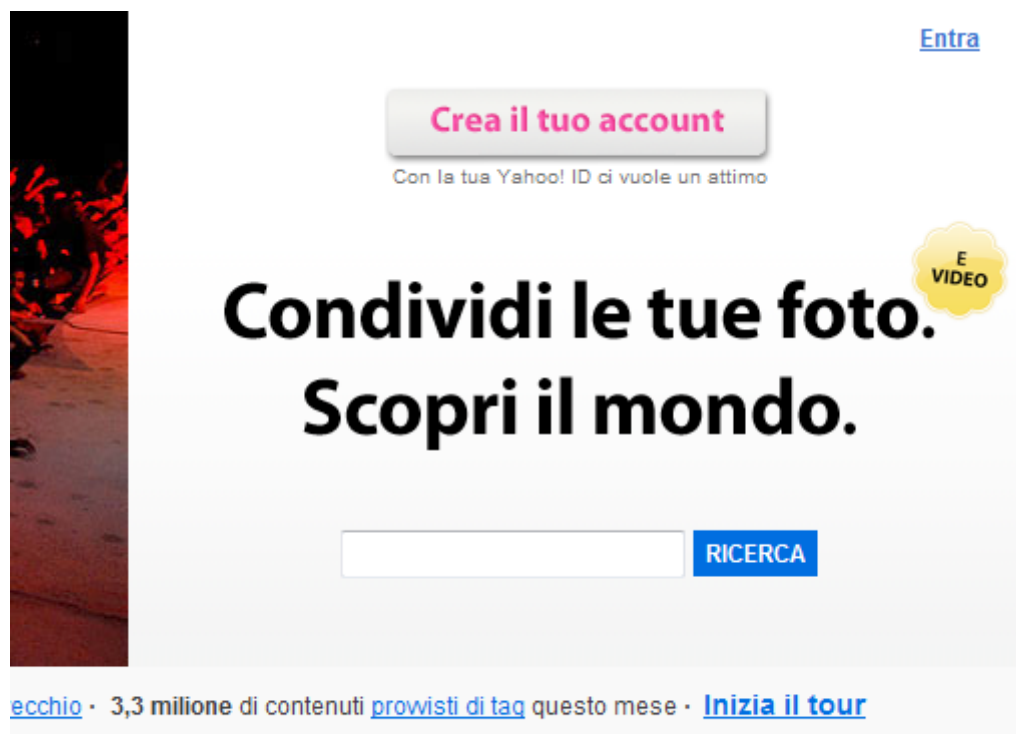 Entra
Crea il tuo account
Con la tua Yahoo! ID ci vuole un attimo
E
VIDEO
Condividi le tue foto.
Scopri il mondo.
RICERCA
ecchio · 3,3 milione di contenuti provvisti di tag questo mese · Inizia il tour